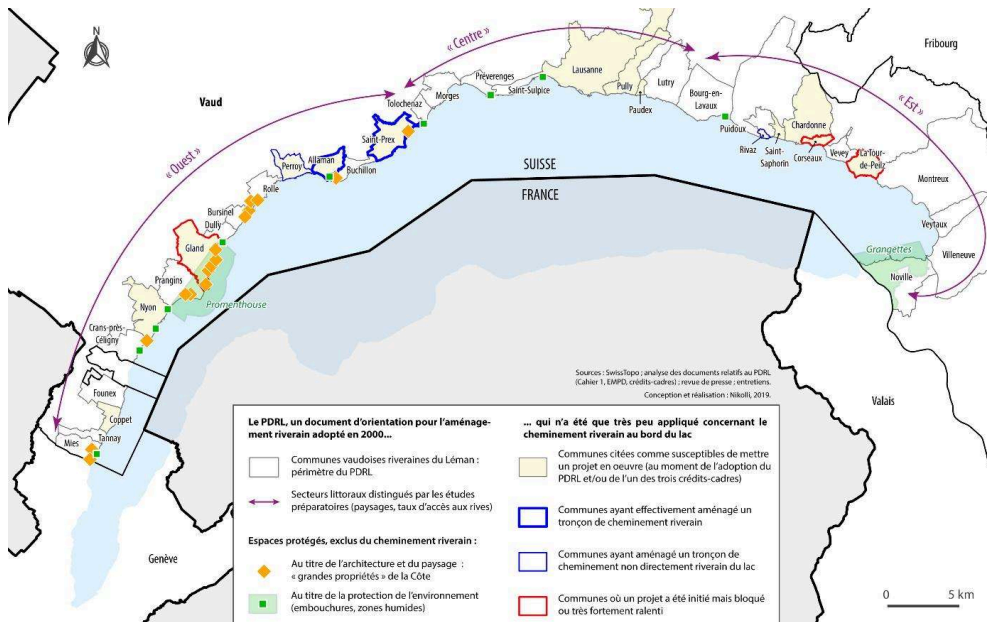 N
« Centre »
Fribourg
Vaud
Préverenges
Lausanne
Morges
Saint-Sulpice
Pully
Lutry
Tolochenaz
Paudex
Bourg-en-
Lavaux
« Est »
Puidoux
Chardonne
Saint-Prex
Rivaz
Saint-
Saphorin
Corseaux
Vevey
La-Tour-
de-Peilz
« Ouest »
Perroy
Allaman
Buchillon
SUISSE
FRANCE
Montreux
Rolle
Veytaux
Bursinel
Dully
Villeneuve
Gland
Grangettes
Noville
Prangins
Promenthouse
Nyon
Crans-près-
Céligny
Founex
Coppet
Mies
Tannay
Genève
Valais
Sources : SwissTopo ; analyse des documents relatifs au PDRL
(Cahier 1, EMPD, crédits-cadres) ; revue de presse ; entretiens.
Conception et réalisation : Nikolli, 2019.
Le PDRL, un document d'orientation pour l'aménage-
ment riverain adopté en 2000...
Communes vaudoises riveraines du Léman :
périmètre du PDRL
Secteurs littoraux distingués par les études
préparatoires (paysages, taux d'accès aux rives)
Espaces protégés, exclus du cheminement riverain :
Au titre de l'architecture et du paysage :
« grandes propriétés » de la Côte
Au titre de la protection de l'environnement
(embouchures, zones humides)
... qui n'a été que très peu appliqué concernant le
cheminement riverain au bord du lac
Communes citées comme susceptibles de mettre
un projet en oeuvre (au moment de l'adoption du
PDRL et/ou de l'un des trois crédits-cadres)
Communes ayant effectivement aménagé un
tronçon de cheminement riverain
Communes ayant aménagé un tronçon de
cheminement non directement riverain du lac
Communes où un projet a été initié mais bloqué
ou très fortement ralenti
0 5 km